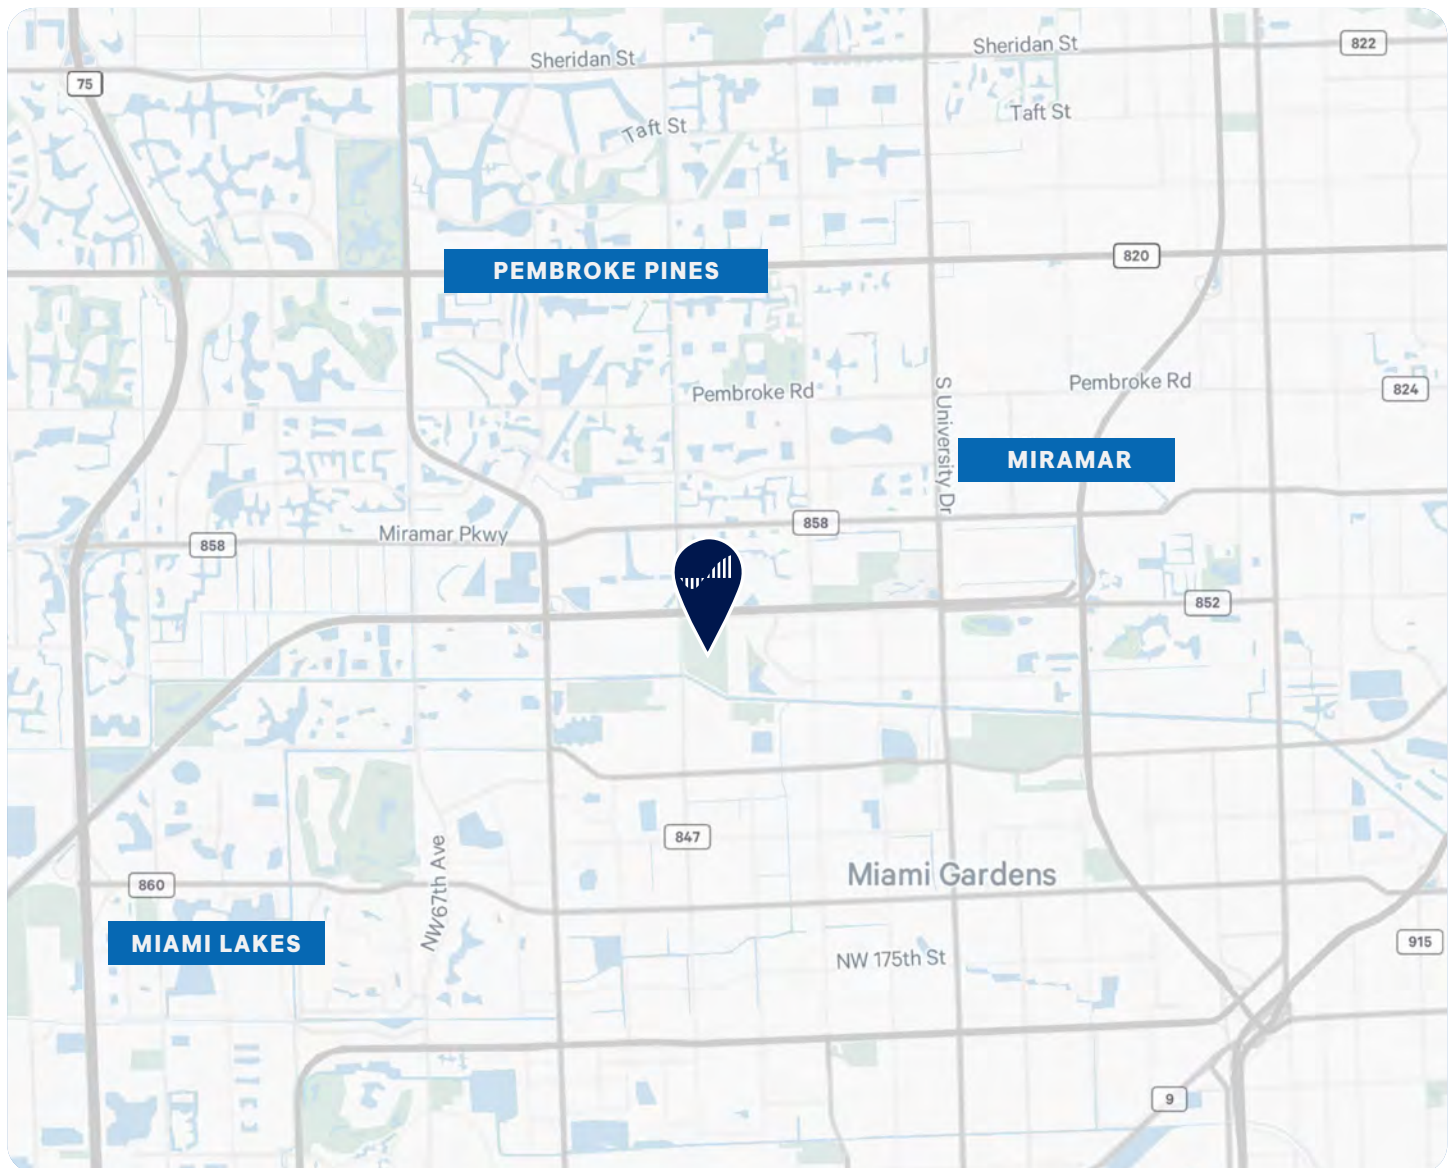 Sheridan St
Sheridan St
822
75
Taft St
Taft St
820
PEMBROKE PINES
Pembroke Rd
Pembroke Rd
824
S University Dr
MIRAMAR
858
Miramar Pkwy
858
852
847
Miami Gardens
860
NW67th Ave
MIAMI LAKES
NW 175th St
915
9